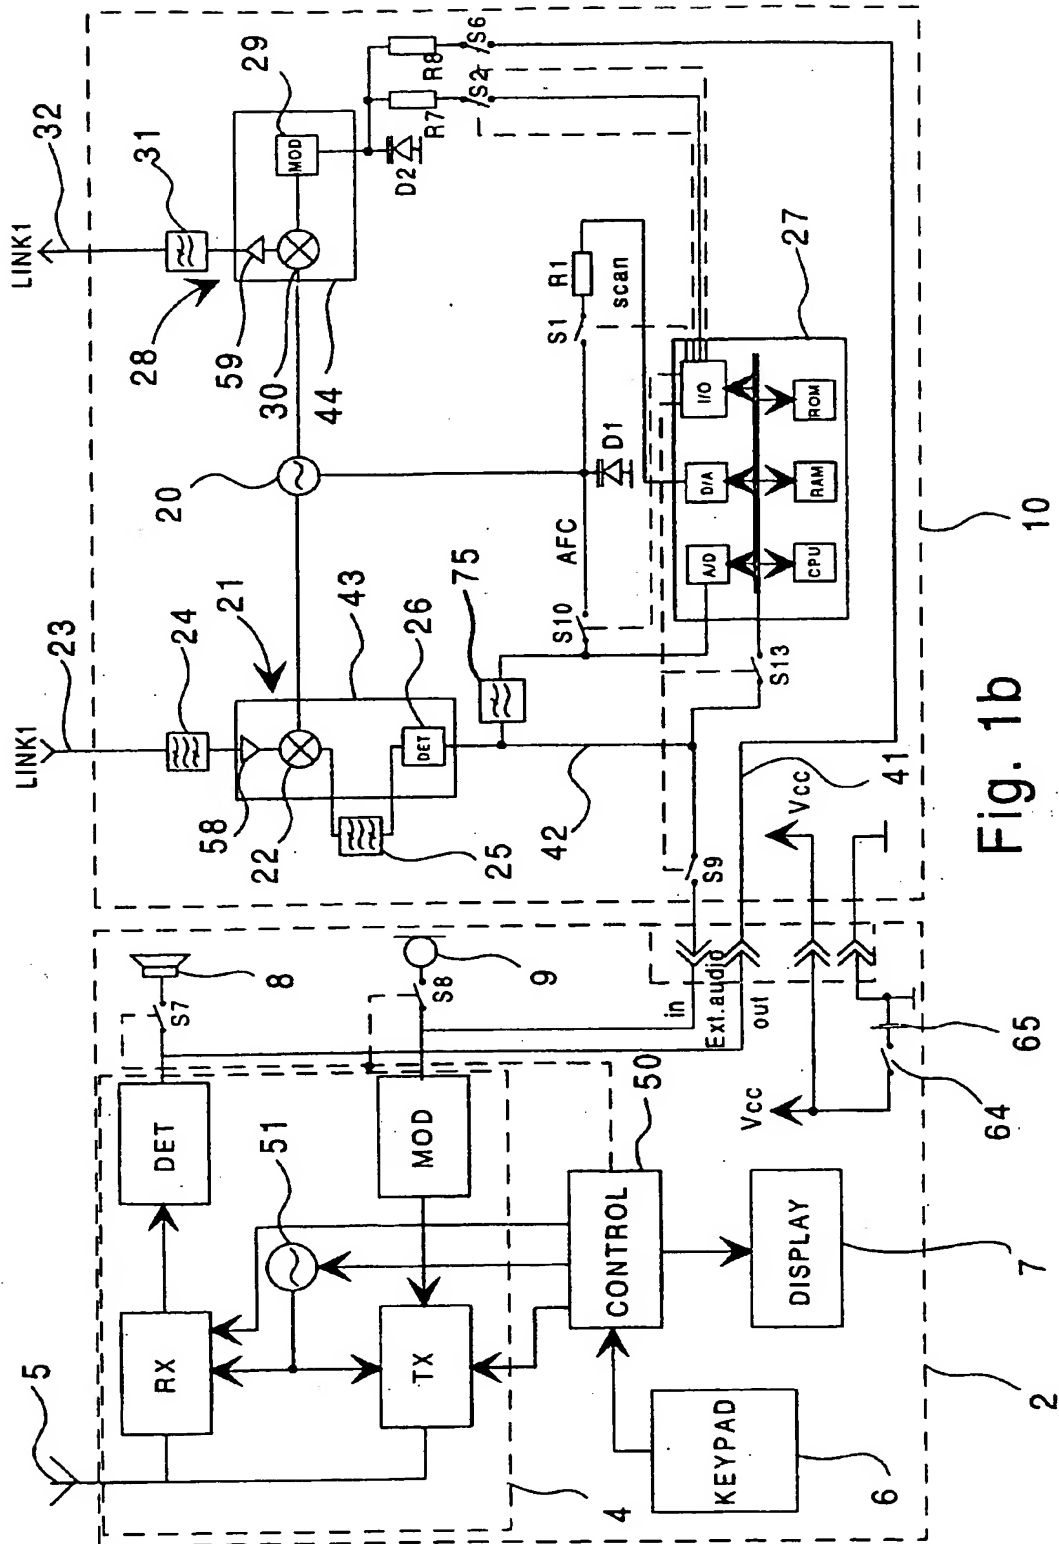 LINK1
32
31
29
28
59
30
44
MOD
D2
R7
R8
S2
S6
20
LINK1
23
24
21
43
26
75
58
22
25
DET
42
AFC
S10
S1
R1
scan
D1
27
I/O
D/A
A/D
ROM
RAM
CPU
S13
S9
41
Vcc
10
8
S7
9
S8
in
Ext.audio
out
50
65
64
Vcc
DET
51
MOD
CONTROL
DISPLAY
7
5
RX
TX
4
KEYPAD
6
2
Fig. 1b